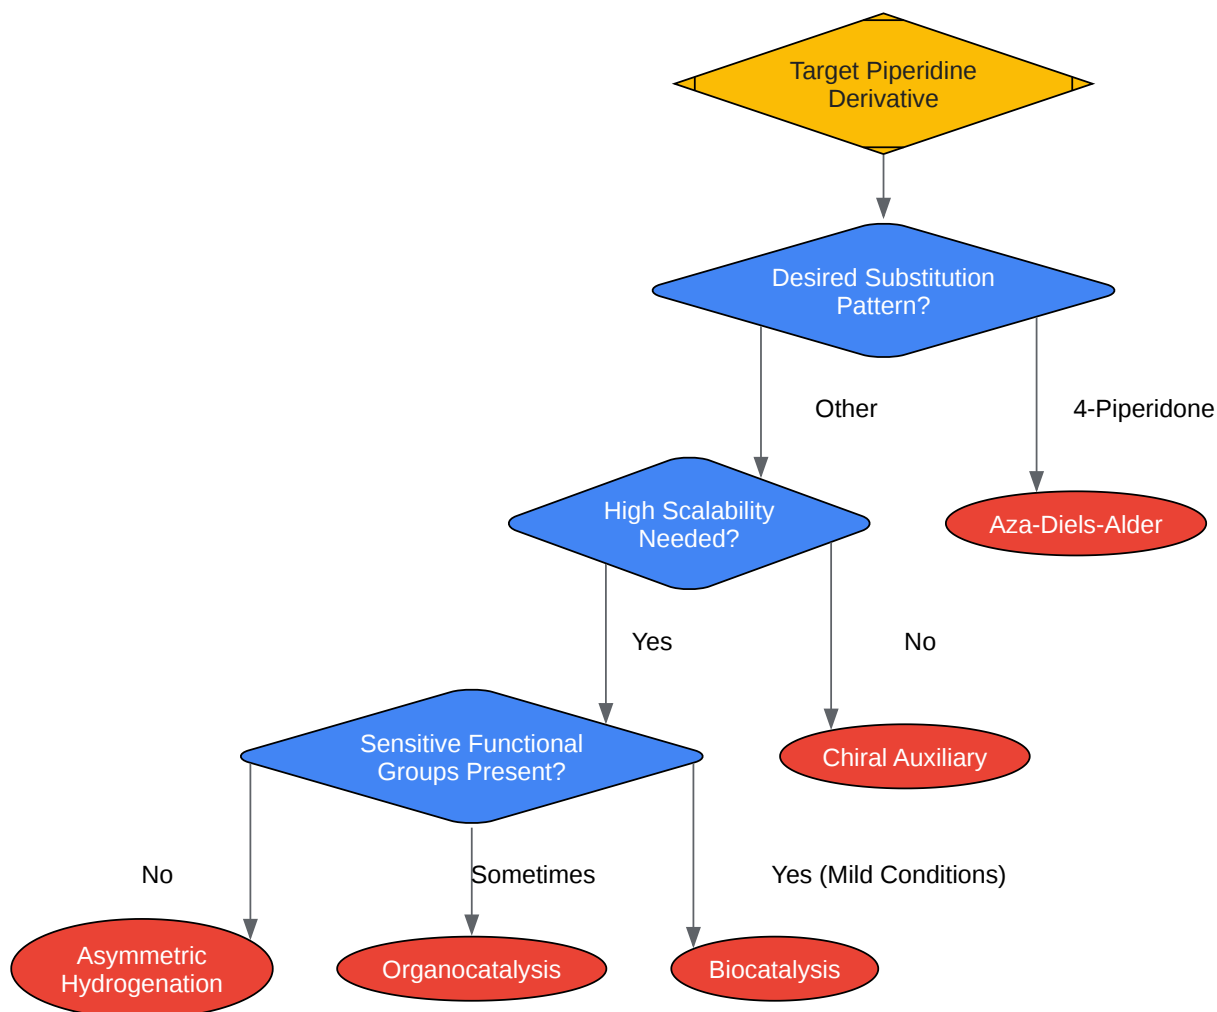 Target Piperidine
Derivative
Desired Substitution
Pattern?
Other
4-Piperidone
High Scalability
Needed?
Aza-Diels-Alder
Yes
No
Sensitive Functional
Groups Present?
Chiral Auxiliary
No
Sometimes
Yes (Mild Conditions)
Asymmetric
Hydrogenation
Organocatalysis
Biocatalysis